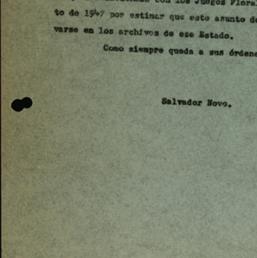 con los Juegos Floral
to de 1947 por estimar que este asunto de
varse en los archivos de ese Estado.
Como siempre queda a sus órdene
Salvador Novo.